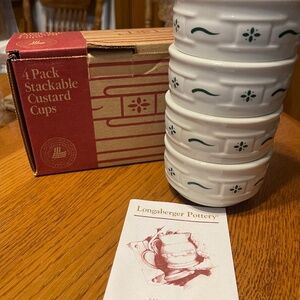 4 Pack
Stackable
Custard
Cups
Longaberger Pottery®